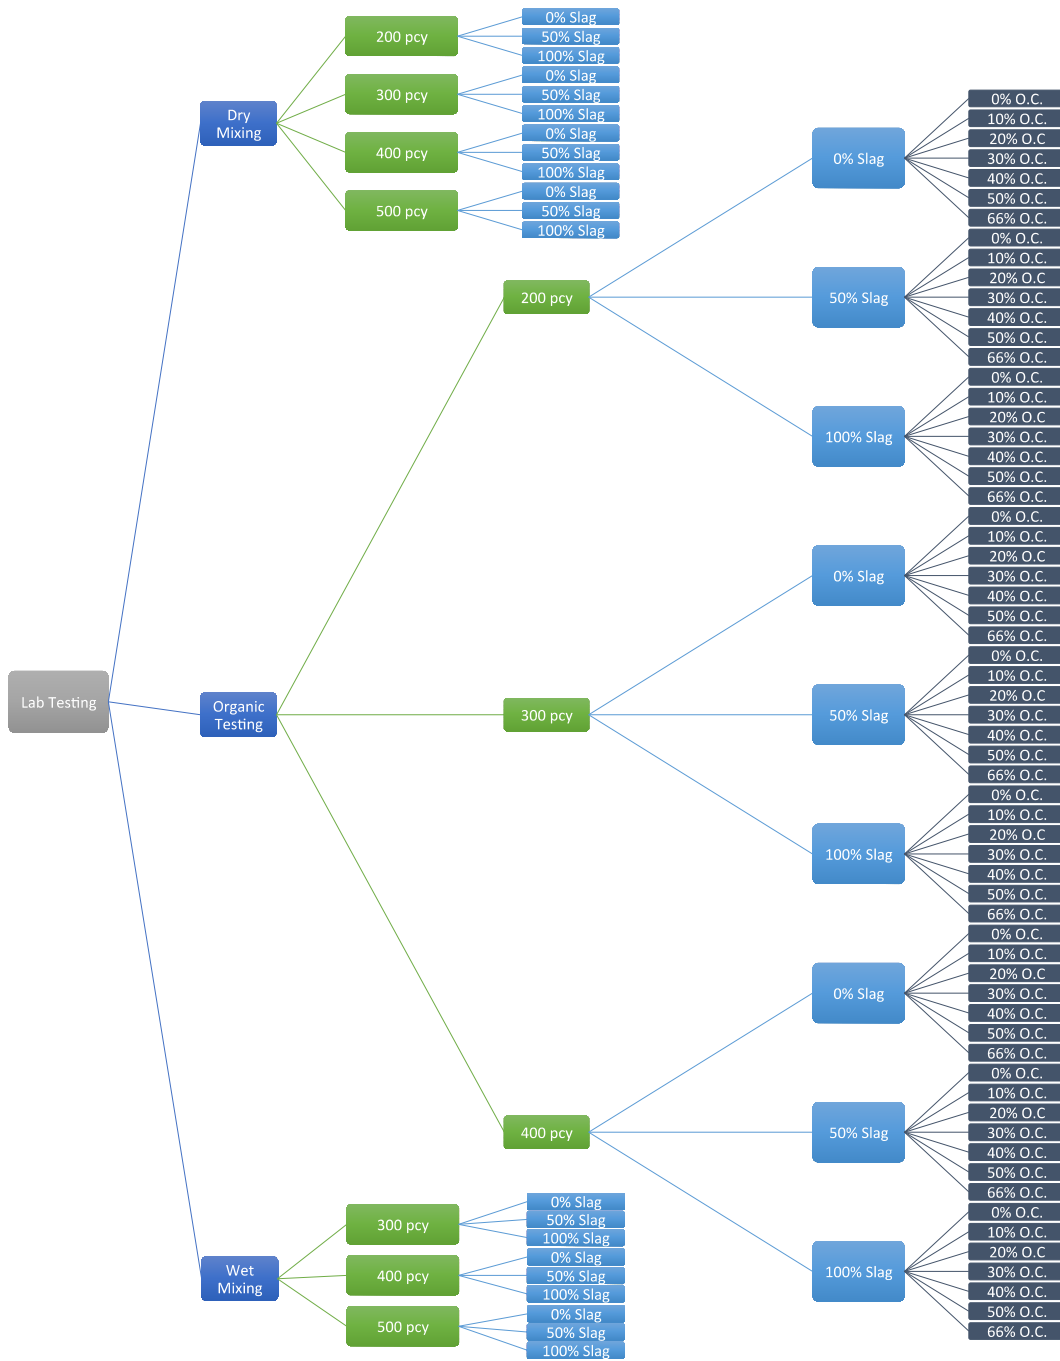 Lab Testing
Dry
Mixing
200 pcy
0% Slag
50% Slag
100% Slag
300 pcy
0% Slag
50% Slag
100% Slag
400 pcy
0% Slag
50% Slag
100% Slag
500 pcy
0% Slag
50% Slag
100% Slag
Organic
Testing
200 pcy
0% Slag
0% O.C.
10% O.C.
20% O.C
30% O.C.
40% O.C.
50% O.C.
66% O.C.
50% Slag
0% O.C.
10% O.C.
20% O.C
30% O.C.
40% O.C.
50% O.C.
66% O.C.
100% Slag
0% O.C.
10% O.C.
20% O.C
30% O.C.
40% O.C.
50% O.C.
66% O.C.
300 pcy
0% Slag
0% O.C.
10% O.C.
20% O.C
30% O.C.
40% O.C.
50% O.C.
66% O.C.
50% Slag
0% O.C.
10% O.C.
20% O.C
30% O.C.
40% O.C.
50% O.C.
66% O.C.
100% Slag
0% O.C.
10% O.C.
20% O.C
30% O.C.
40% O.C.
50% O.C.
66% O.C.
400 pcy
0% Slag
0% O.C.
10% O.C.
20% O.C
30% O.C.
40% O.C.
50% O.C.
66% O.C.
50% Slag
0% O.C.
10% O.C.
20% O.C
30% O.C.
40% O.C.
50% O.C.
66% O.C.
100% Slag
0% O.C.
10% O.C.
20% O.C
30% O.C.
40% O.C.
50% O.C.
66% O.C.
Wet
Mixing
300 pcy
0% Slag
50% Slag
100% Slag
400 pcy
0% Slag
50% Slag
100% Slag
500 pcy
0% Slag
50% Slag
100% Slag